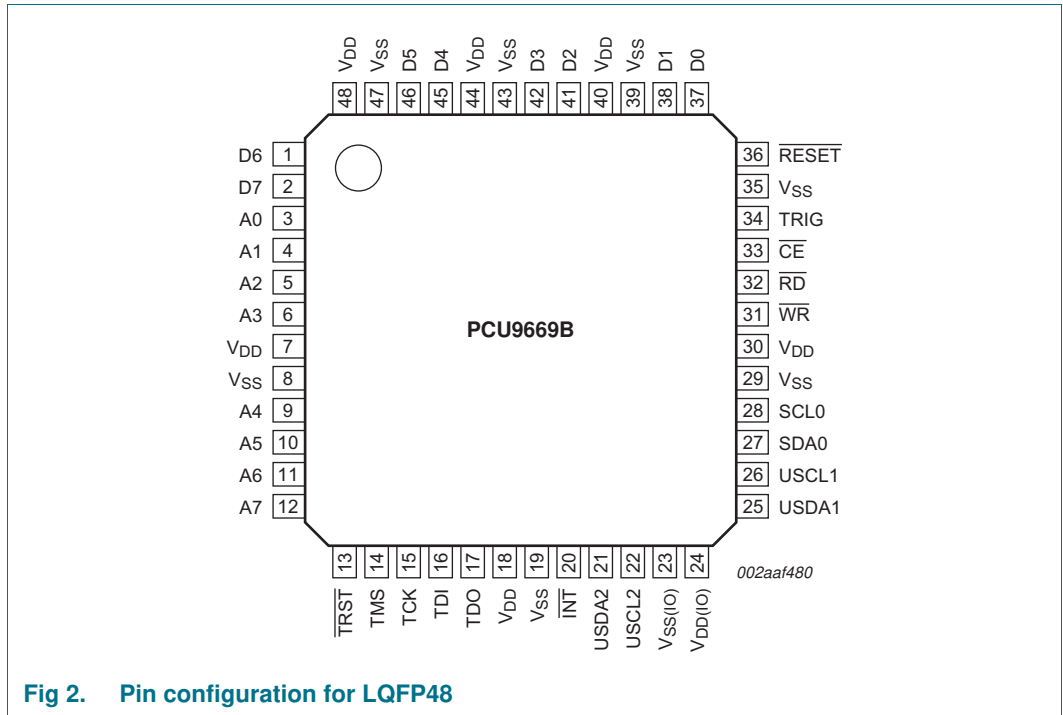 VDD VSS D5 D4 VDD VSS D3 D2 VDD VSS D1 D0
48 47 46 45 44 43 42 41 40 39 38 37
D6 1
D7 2
A0 3
A1 4
A2 5
A3 6
VDD 7
VSS 8
A4 9
A5 10
A6 11
A7 12
PCU9669B
36 RESET
35 VSS
34 TRIG
33 CE
32 RD
31 WR
30 VDD
29 VSS
28 SCL0
27 SDA0
26 USCL1
25 USDA1
13 14 15 16 17 18 19 20 21 22 23 24
TRST TMS TCK TDI TDO VDD VSS INT USDA2 USCL2 VSS(IO) VDD(IO)
002aaf480
Fig 2. Pin configuration for LQFP48